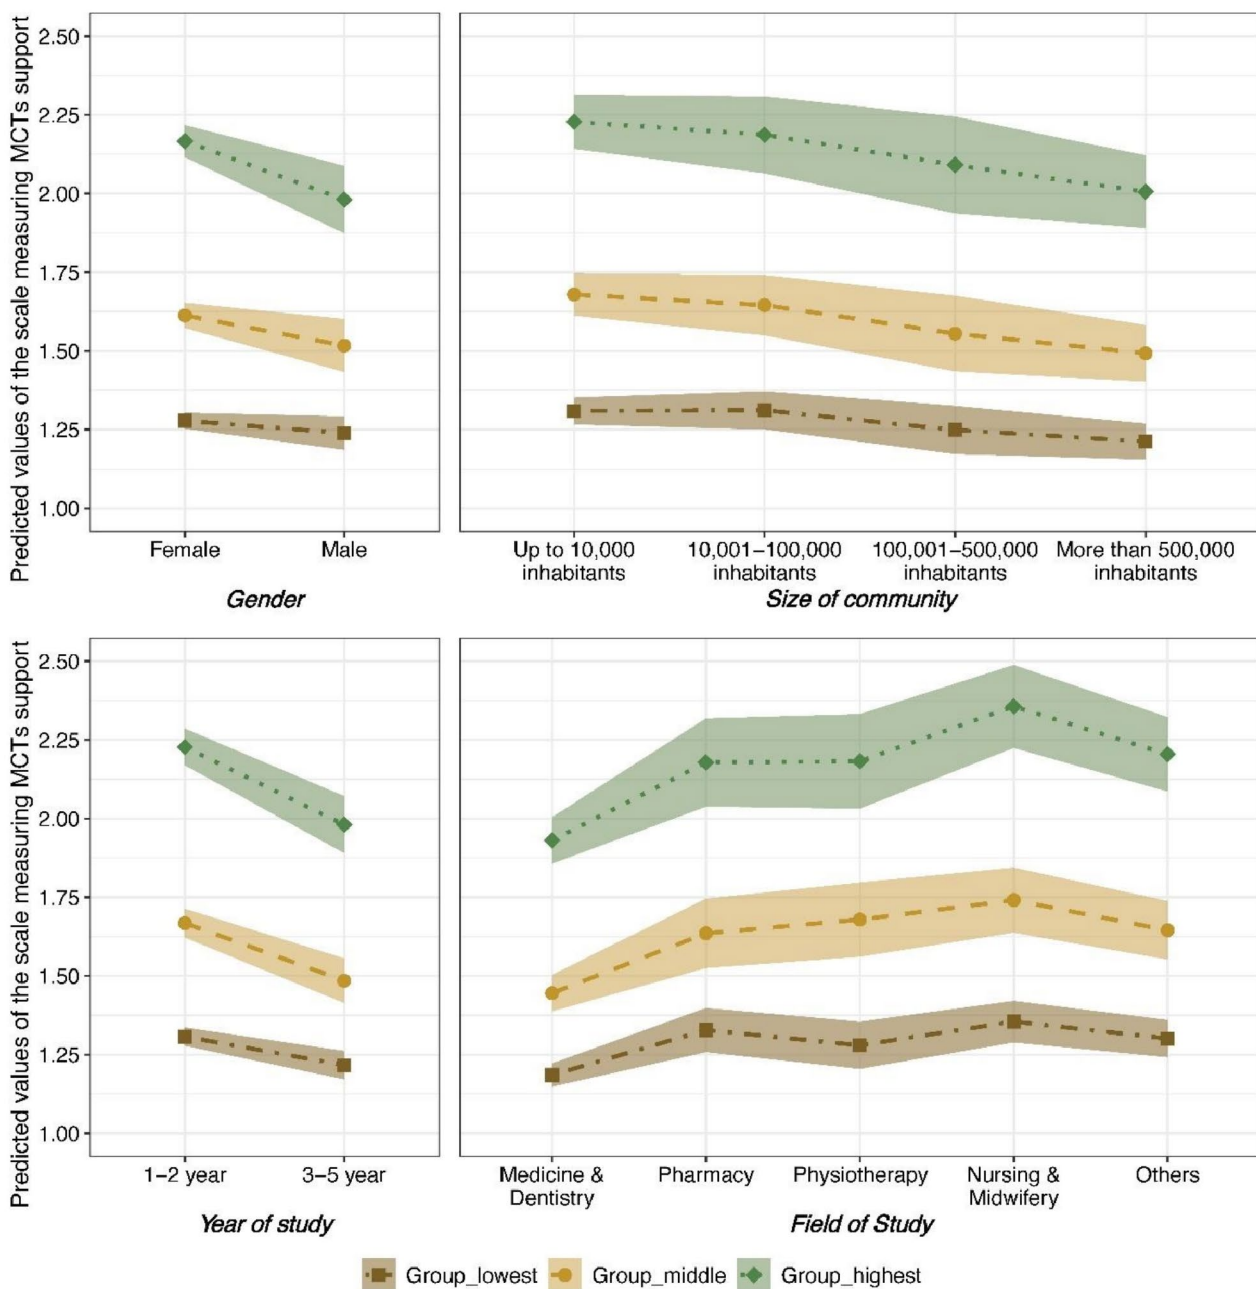 Predicted values of the scale measuring MCTs support
2.50
2.25
2.00
1.75
1.50
1.25
1.00
Female Male
Gender
Up to 10,000 inhabitants
10,001–100,000 inhabitants
100,001–500,000 inhabitants
More than 500,000 inhabitants
Size of community
Predicted values of the scale measuring MCTs support
2.50
2.25
2.00
1.75
1.50
1.25
1.00
1–2 year 3–5 year
Year of study
Medicine & Dentistry
Pharmacy
Physiotherapy
Nursing & Midwifery
Others
Field of Study
Group_lowest Group_middle Group_highest